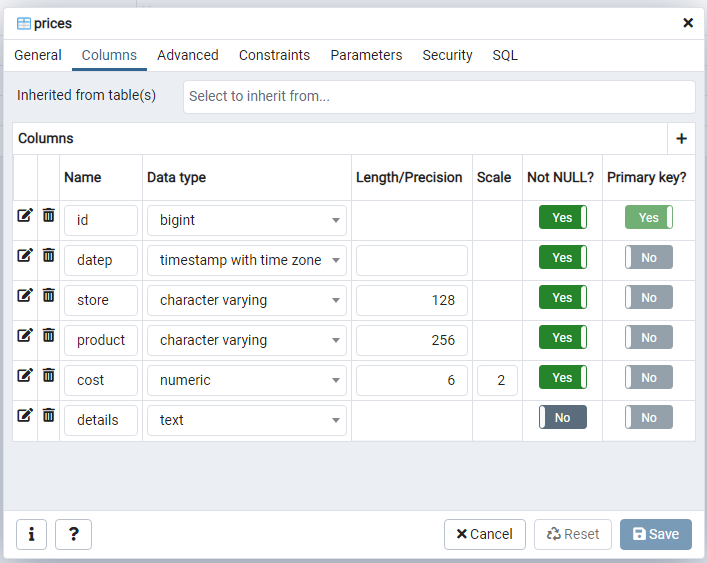 prices
General Columns Advanced Constraints Parameters Security SQL
Inherited from table(s) Select to inherit from...
Columns
Name Data type Length/Precision Scale Not NULL? Primary key?
id bigint Yes Yes
datep timestamp with time zone Yes No
store character varying 128 Yes No
product character varying 256 Yes No
cost numeric 6 2 Yes No
details text No No
Cancel Reset Save